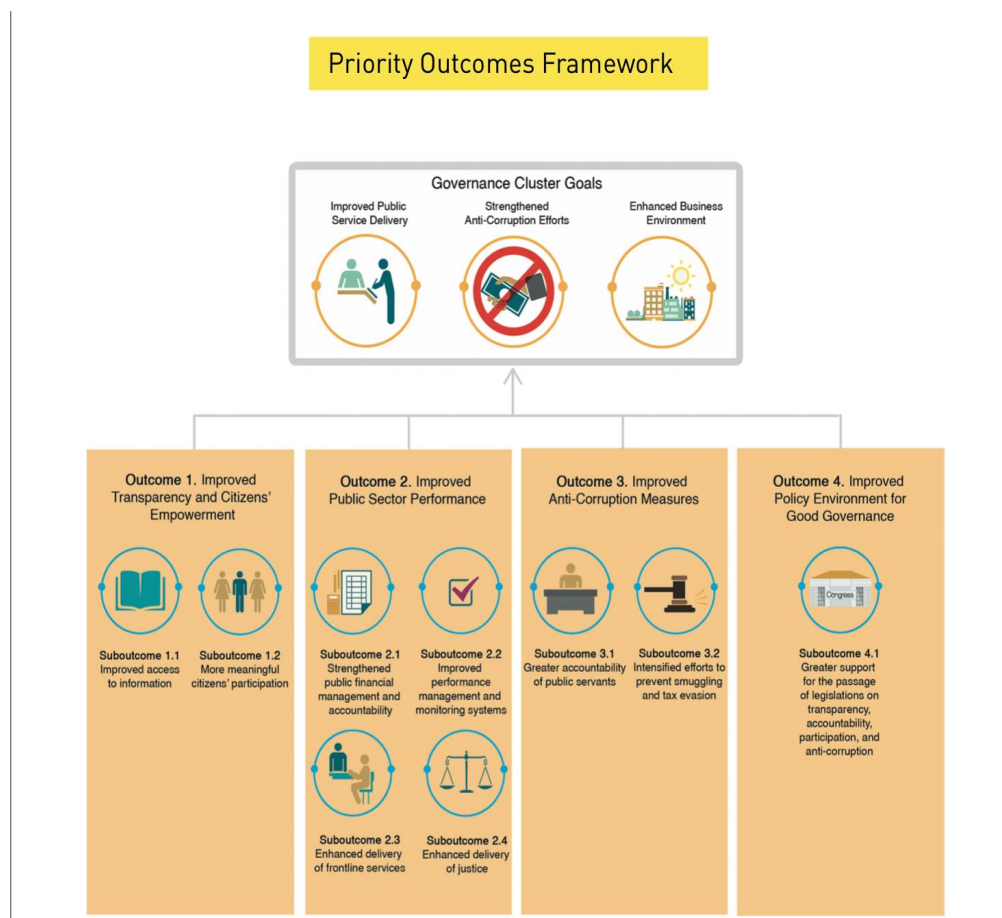 Priority Outcomes Framework
Governance Cluster Goals
Improved Public
Service Delivery
Strengthened
Anti-Corruption Efforts
Enhanced Business
Environment
Outcome 1. Improved
Transparency and Citizens'
Empowerment
Suboutcome 1.1
Improved access
to information
Suboutcome 1.2
More meaningful
citizens' participation
Outcome 2. Improved
Public Sector Performance
Suboutcome 2.1
Strengthened
public financial
management and
accountability
Suboutcome 2.2
Improved
performance
management and
monitoring systems
Suboutcome 2.3
Enhanced delivery
of frontline services
Suboutcome 2.4
Enhanced delivery
of justice
Outcome 3. Improved
Anti-Corruption Measures
Suboutcome 3.1
Greater accountability
of public servants
Suboutcome 3.2
Intensified efforts to
prevent smuggling
and tax evasion
Outcome 4. Improved
Policy Environment for
Good Governance
Congress
Suboutcome 4.1
Greater support
for the passage
of legislations on
transparency,
accountability,
participation, and
anti-corruption